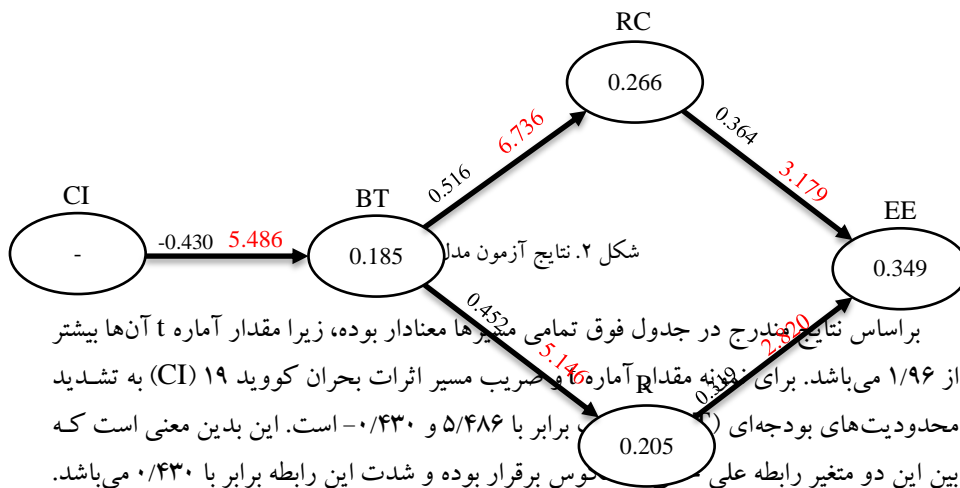 RC
0.266
6.736
0.516
0.364
3.179
CI
-
-0.430 5.486
BT
0.185
EE
0.349
شکل ۲. نتایج آزمون مدل
0.452
5.146
2.820
0.319
R
0.205
براساس نتایج مندرج در جدول فوق تمامی مسیرها معنادار بوده، زیرا مقدار آماره t آن‌ها بیشتر
از ۱/۹۶ می‌باشد. برای نمونه مقدار آماره t و ضریب مسیر اثرات بحران کووید ۱۹ (CI) به تشـدید
محدودیت‌های بودجه‌ای برابر با ۵/۴۸۶ و ۰/۴۳۰– است. این بدین معنی است کـه
بین این دو متغیر رابطه علی برقرار بوده و شدت این رابطه برابر با ۰/۴۳۰ می‌باشد.